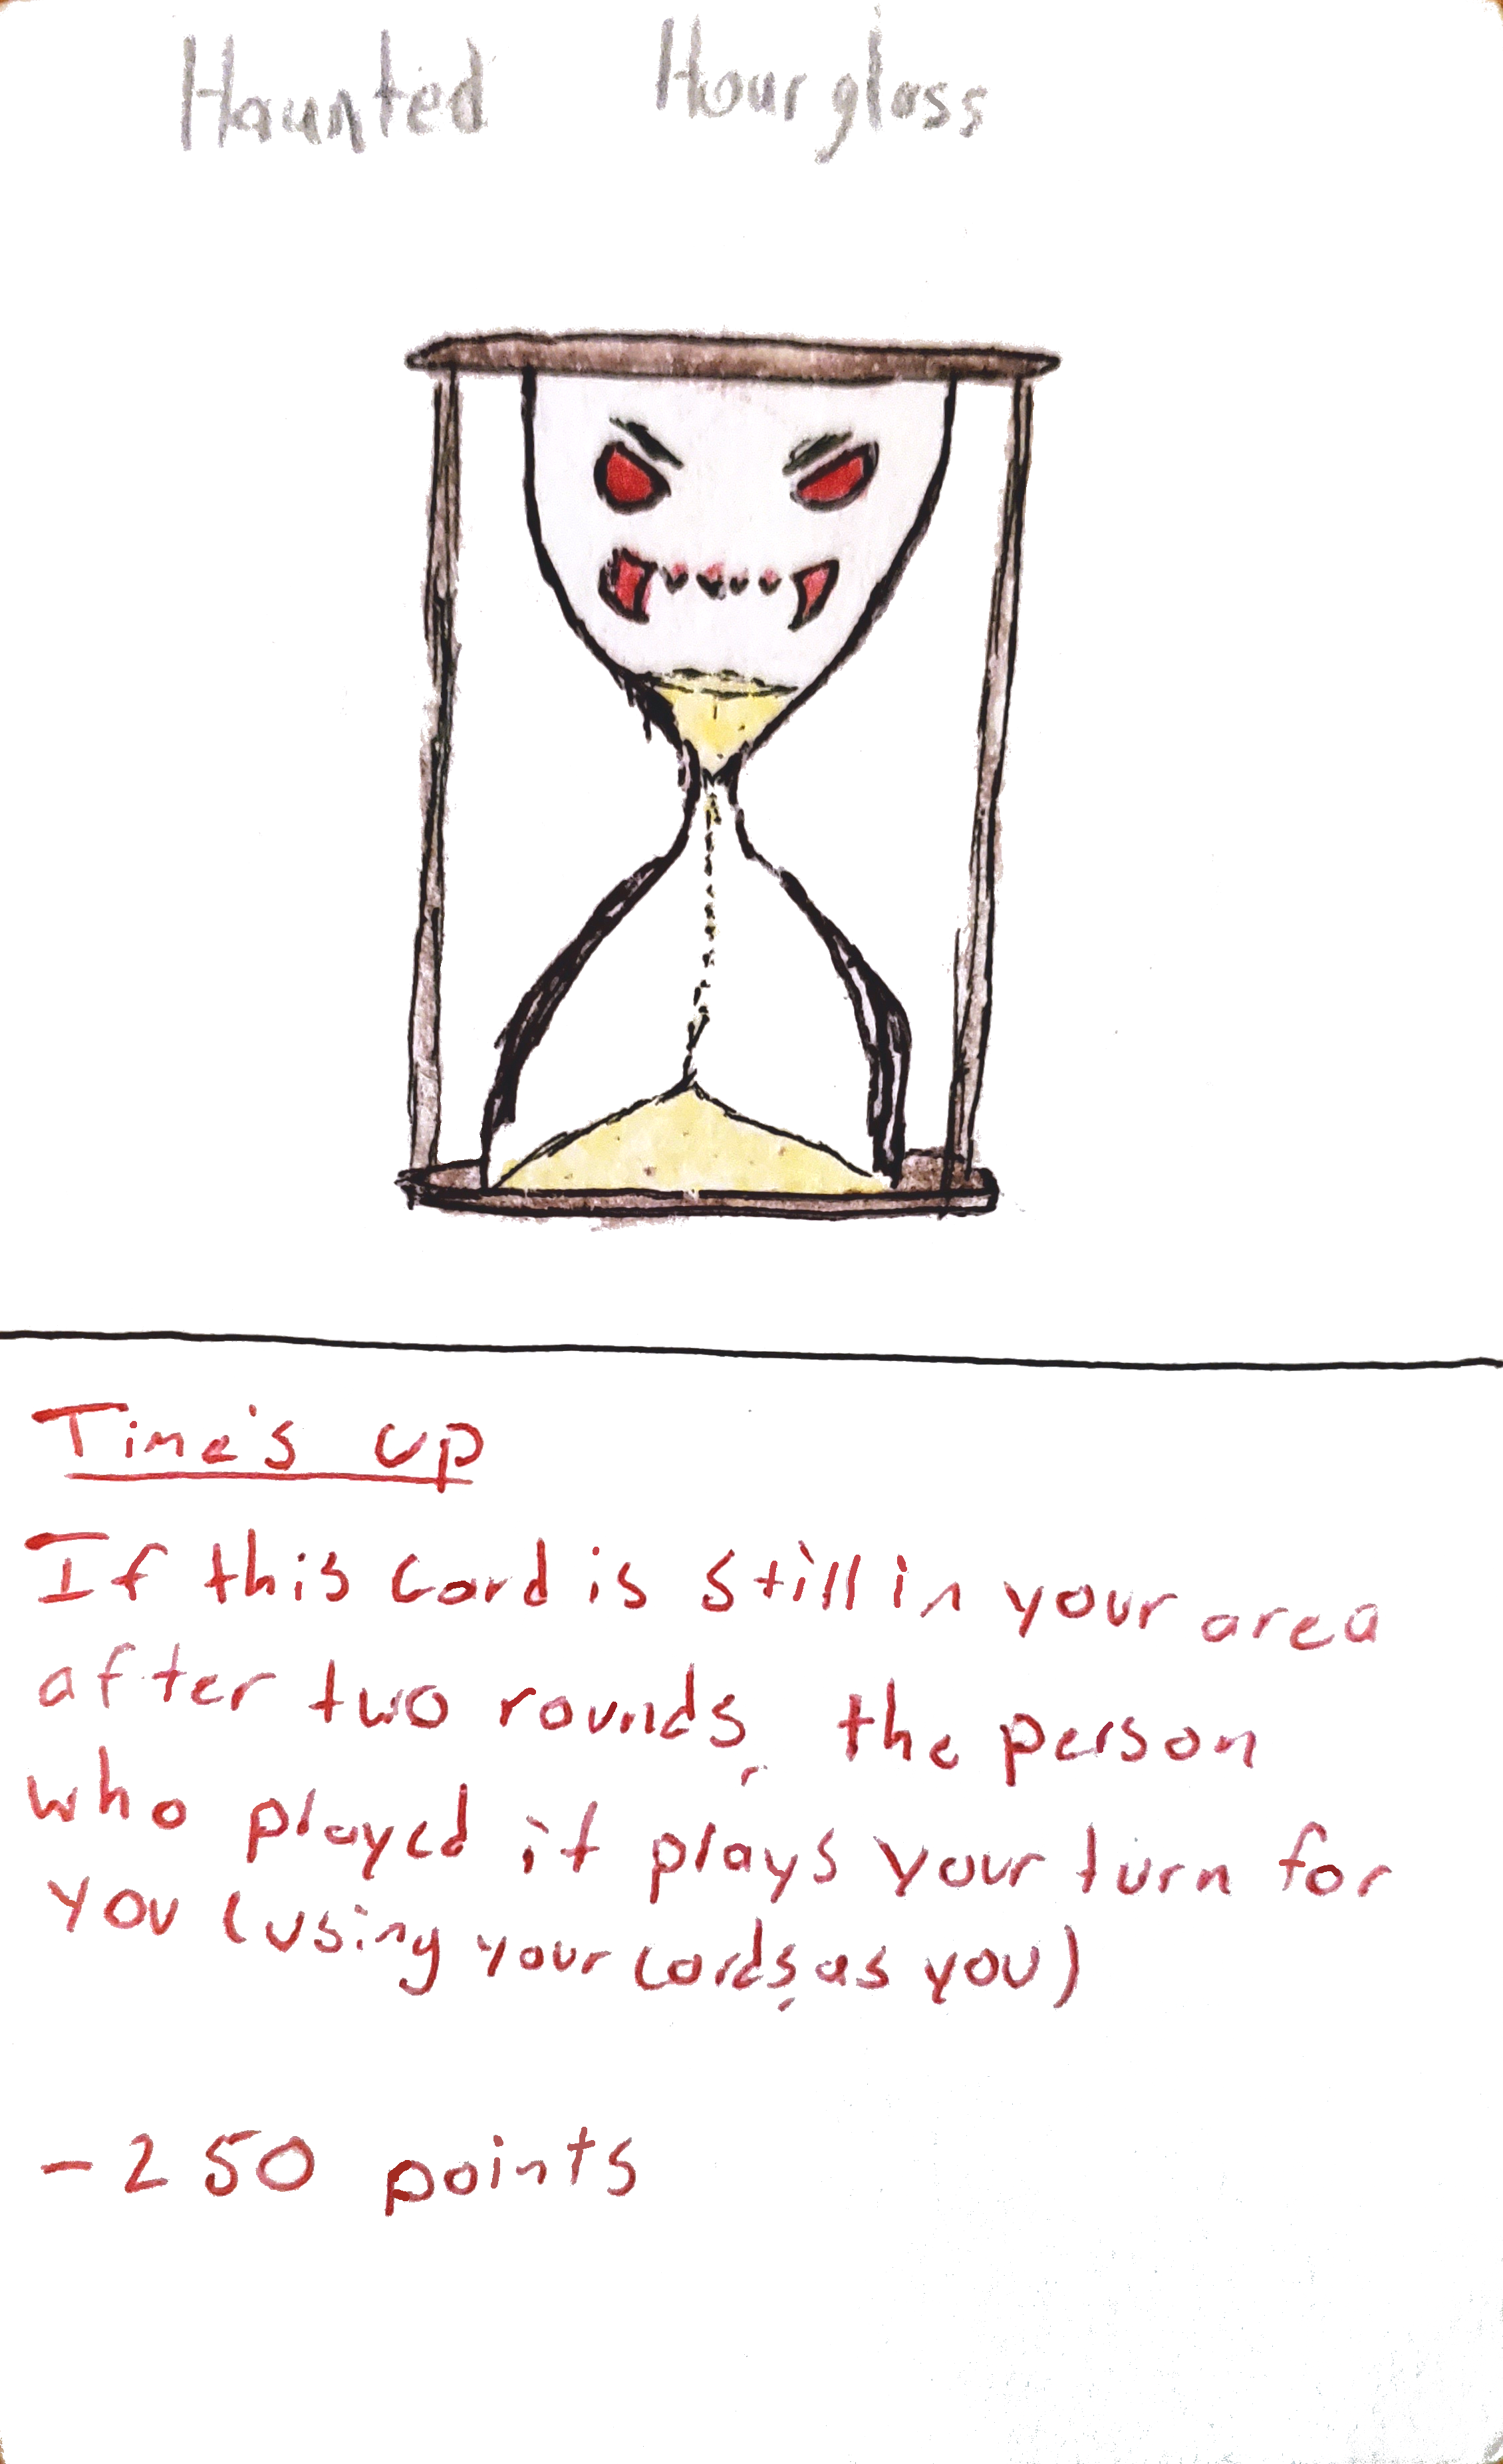 Haunted Hourglass
Time's up
If this card is still in your area
after two rounds, the person
who played it plays your turn for
you (using your cards, as you)
-250 points